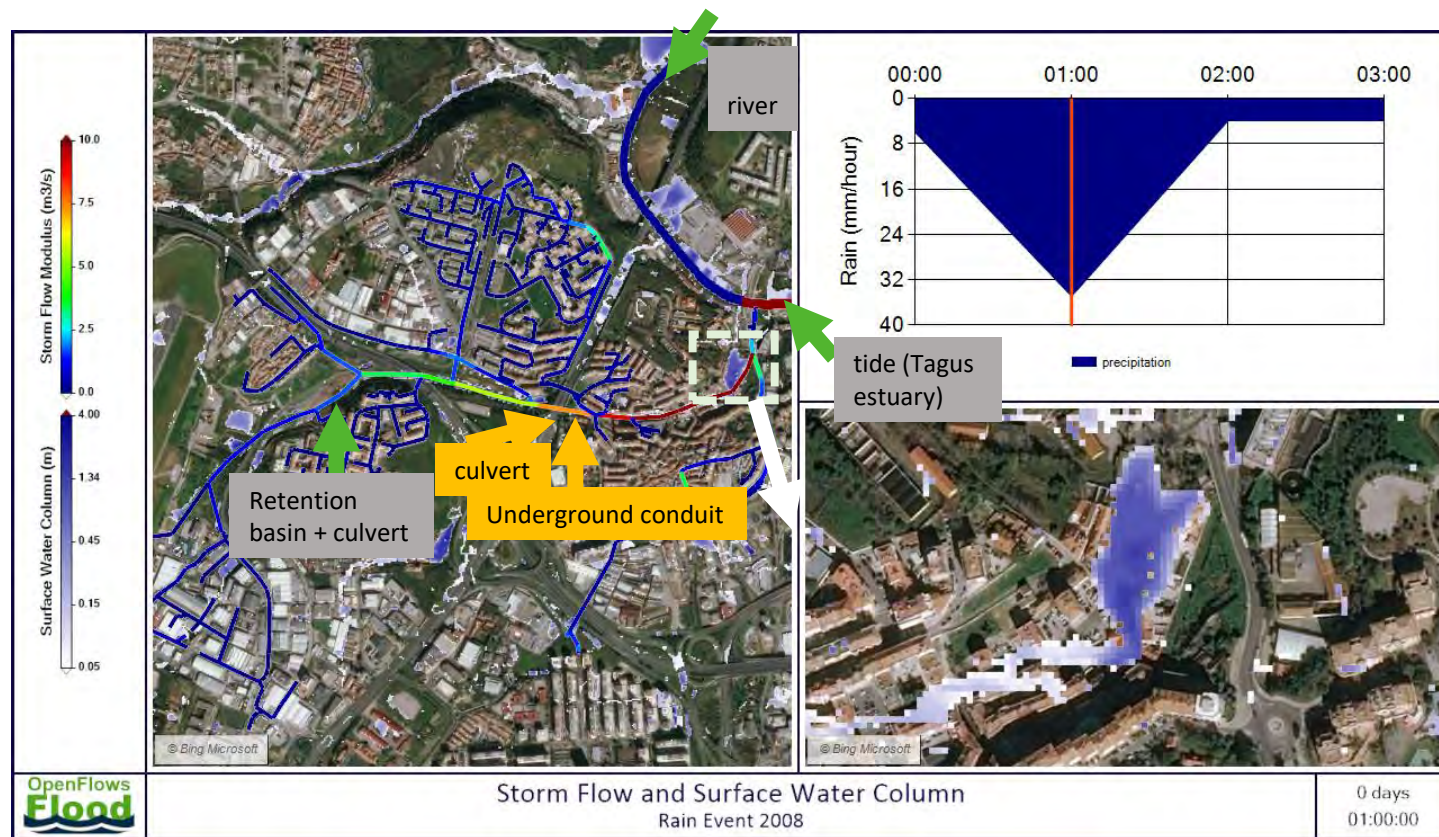 Storm Flow Modulus (m3/s)
10.0
7.5
5.0
2.5
0.0
Surface Water Column (m)
4.00
1.34
0.45
0.15
0.05
river
tide (Tagus
estuary)
culvert
Underground conduit
Retention
basin + culvert
© Bing Microsoft
00:00 01:00 02:00 03:00
Rain (mm/hour)
0
8
16
24
32
40
precipitation
© Bing Microsoft
OpenFlows
Flood
Storm Flow and Surface Water Column
Rain Event 2008
0 days
01:00:00